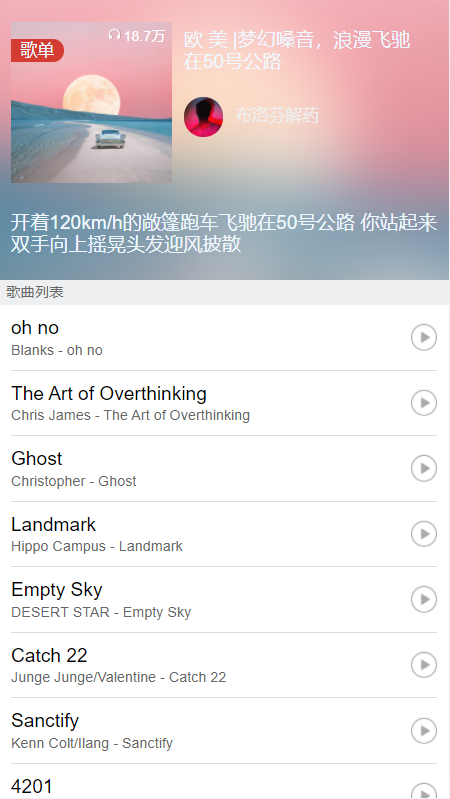 歌单
18.7万
欧 美 |梦幻嗓音，浪漫飞驰
在50号公路
布洛芬解药
开着120km/h的敞篷跑车飞驰在50号公路 你站起来
双手向上摇晃头发迎风披散
歌曲列表
oh no
Blanks - oh no
The Art of Overthinking
Chris James - The Art of Overthinking
Ghost
Christopher - Ghost
Landmark
Hippo Campus - Landmark
Empty Sky
DESERT STAR - Empty Sky
Catch 22
Junge Junge/Valentine - Catch 22
Sanctify
Kenn Colt/Ilang - Sanctify
4201